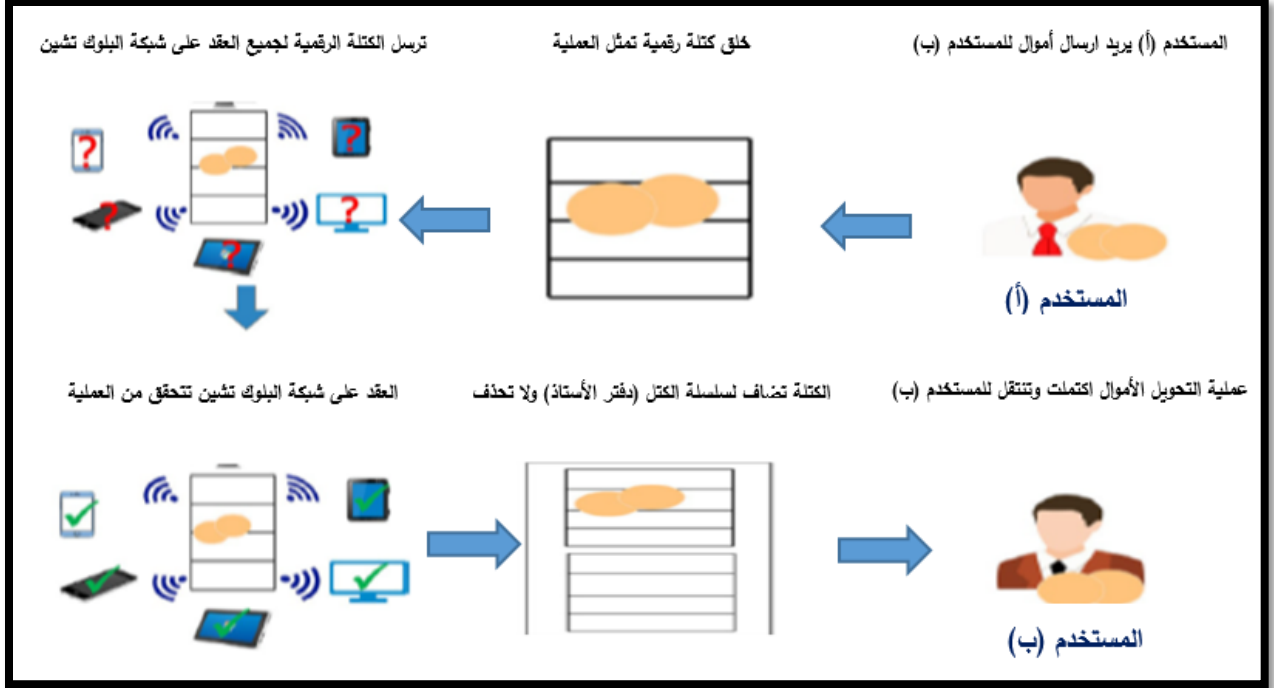 المستخدم (أ) يريد ارسال أموال للمستخدم (ب)
خلق كتلة رقمية تمثل العملية
ترسل الكتلة الرقمية لجميع العقد على شبكة البلوك تشين
?
?
?
?
?
المستخدم (أ)
العقد على شبكة البلوك تشين تتحقق من العملية
الكتلة تضاف لسلسلة الكتل (دفتر الأستاذ) ولا تحذف
عملية التحويل الأموال اكتملت وتنتقل للمستخدم (ب)
المستخدم (ب)